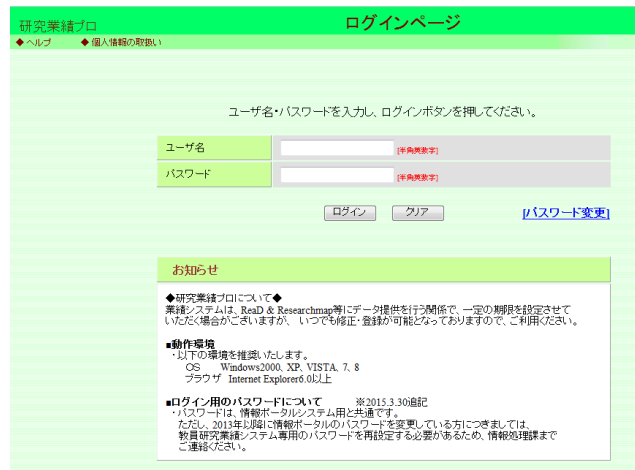 研究業績プロ
ログインページ
◆ヘルプ ◆個人情報の取扱い
ユーザ名・パスワードを入力し、ログインボタンを押してください。
ユーザ名 [半角英数字]
パスワード [半角英数字]
ログイン クリア [パスワード変更]
お知らせ
◆研究業績プロについて◆
業績システムは、ReaD & Researchmap等にデータ提供を行う関係で、一定の期限を設定させて
いただく場合がございますが、 いつでも修正・登録が可能となっておりますので、ご利用ください。
■動作環境
・以下の環境を推奨いたします。
OS Windows2000、XP、VISTA、7、8
ブラウザ Internet Explorer6.0以上
■ログイン用のパスワードについて ※2015.3.30追記
・パスワードは、情報ポータルシステム用と共通です。
ただし、2013年以降に情報ポータルのパスワードを変更している方につきましては、
教員研究業績システム専用のパスワードを再設定する必要があるため、情報処理課まで
ご連絡ください。